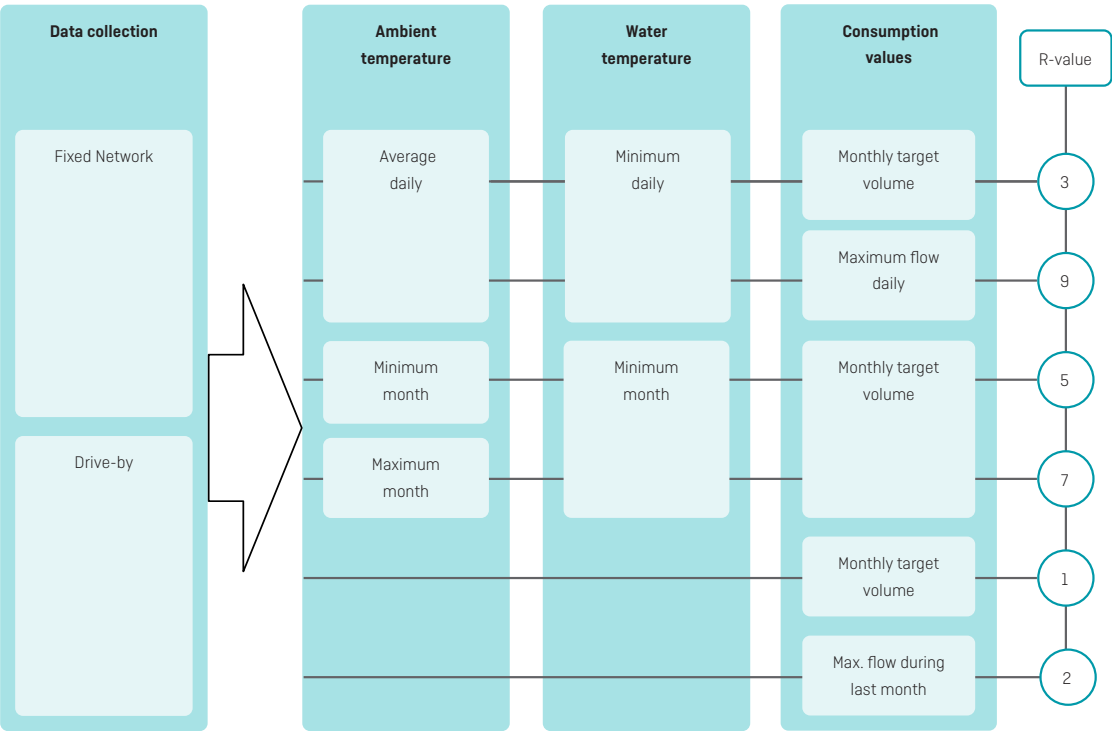 Data collection
Ambient
temperature
Water
temperature
Consumption
values
R-value
Fixed Network
Average
daily
Minimum
daily
Monthly target
volume
3
Maximum flow
daily
9
Minimum
month
Minimum
month
Monthly target
volume
5
Drive-by
Maximum
month
7
Monthly target
volume
1
Max. flow during
last month
2